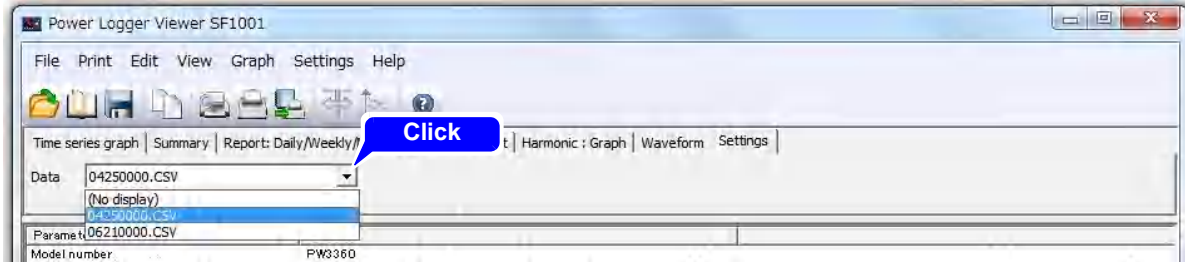 Power Logger Viewer SF1001
File Print Edit View Graph Settings Help
Click
Time series graph Summary Report: Daily/Weekly/ t Harmonic : Graph Waveform Settings
Data 04250000.CSV
(No display)
04250000.CSV
06210000.CSV
Paramet
Model number PW3360